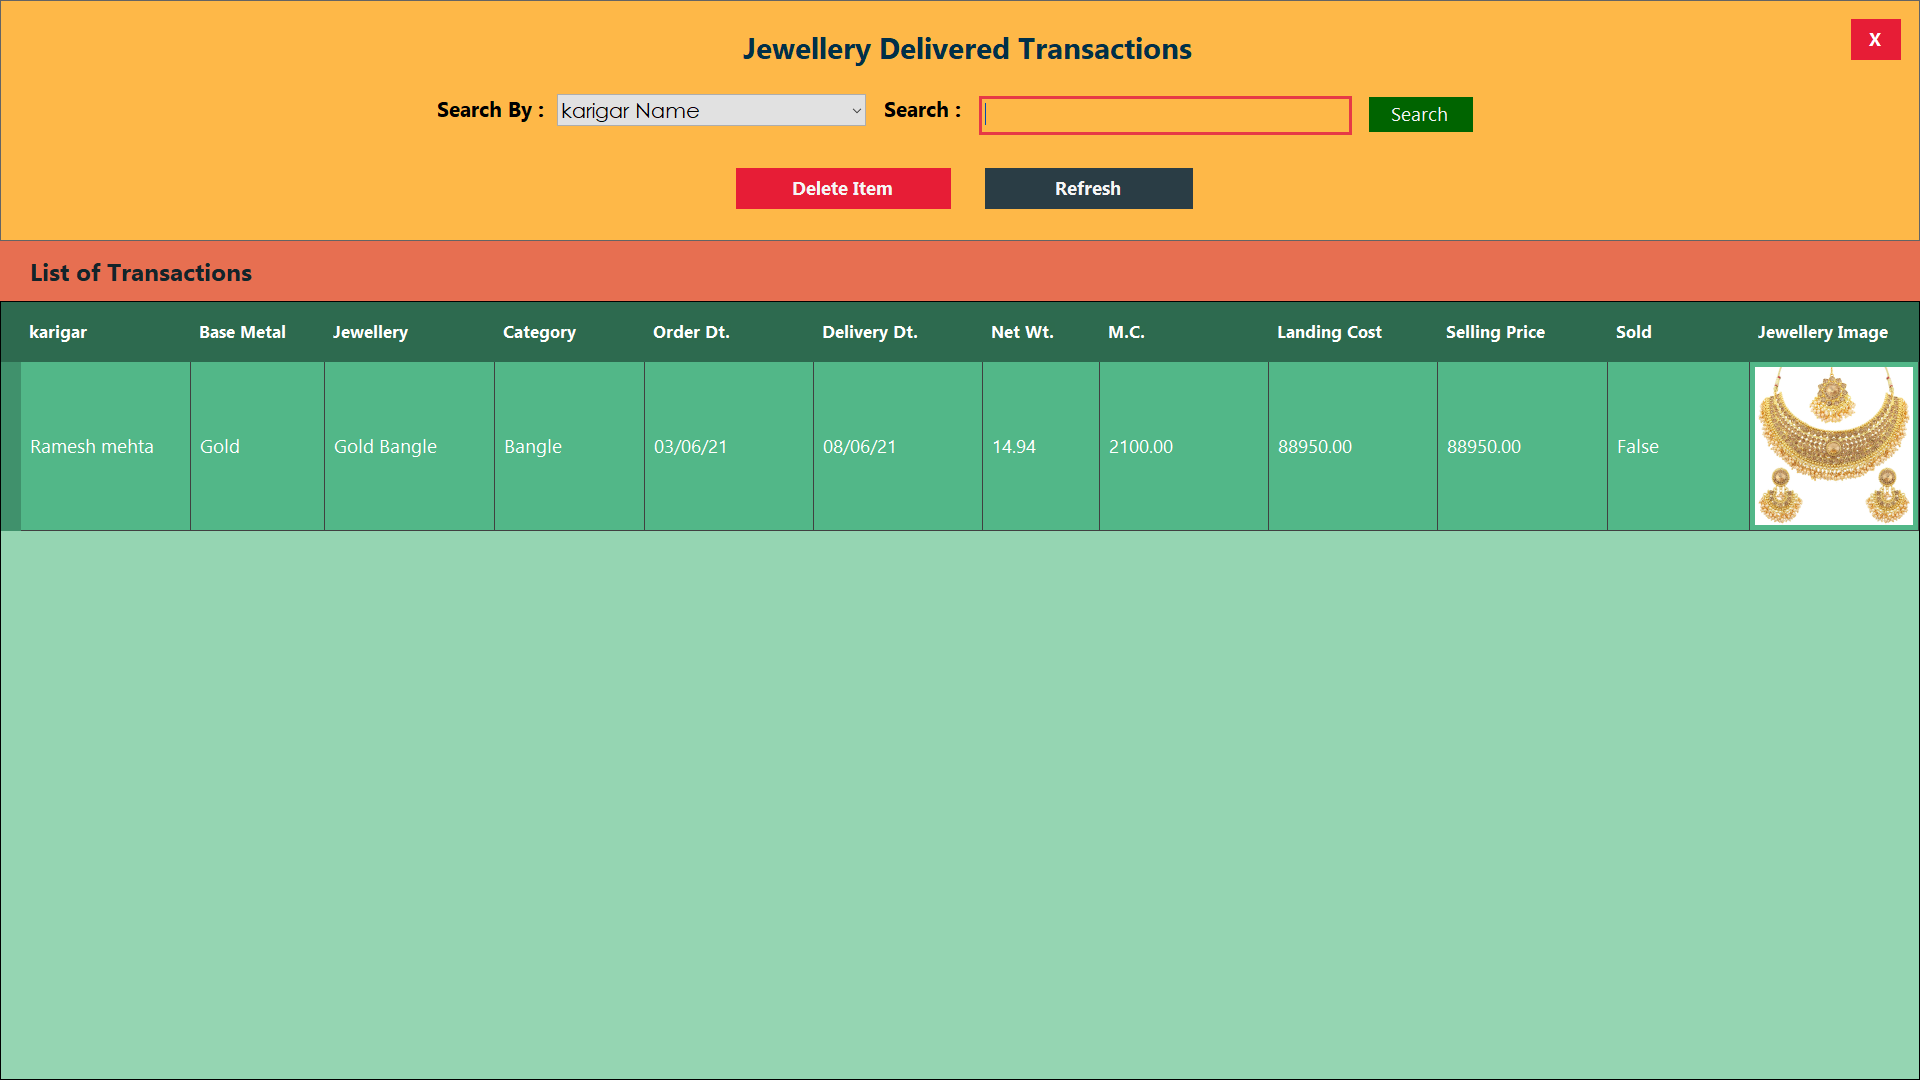 Jewellery Delivered Transactions
X
Search By : karigar Name Search : Search
Delete Item Refresh
List of Transactions
karigar Base Metal Jewellery Category Order Dt. Delivery Dt. Net Wt. M.C. Landing Cost Selling Price Sold Jewellery Image
Ramesh mehta Gold Gold Bangle Bangle 03/06/21 08/06/21 14.94 2100.00 88950.00 88950.00 False